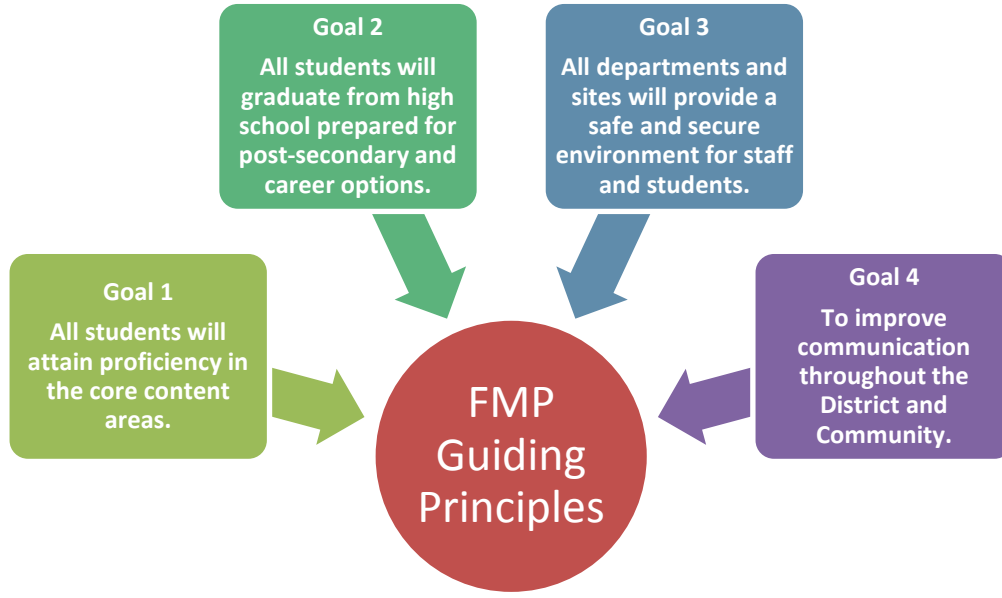 Goal 1
All students will
attain proficiency in
the core content
areas.
Goal 2
All students will
graduate from high
school prepared for
post-secondary and
career options.
Goal 3
All departments and
sites will provide a
safe and secure
environment for staff
and students.
Goal 4
To improve
communication
throughout the
District and
Community.
FMP
Guiding
Principles